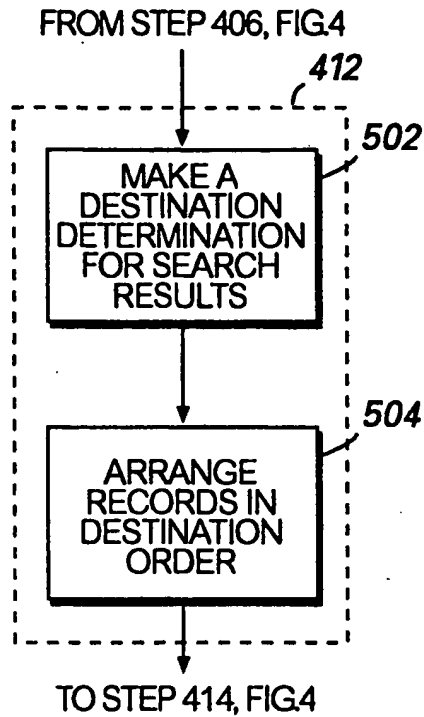 FROM STEP 406, FIG.4
412
502
MAKE A
DESTINATION
DETERMINATION
FOR SEARCH
RESULTS
504
ARRANGE
RECORDS IN
DESTINATION
ORDER
TO STEP 414, FIG.4